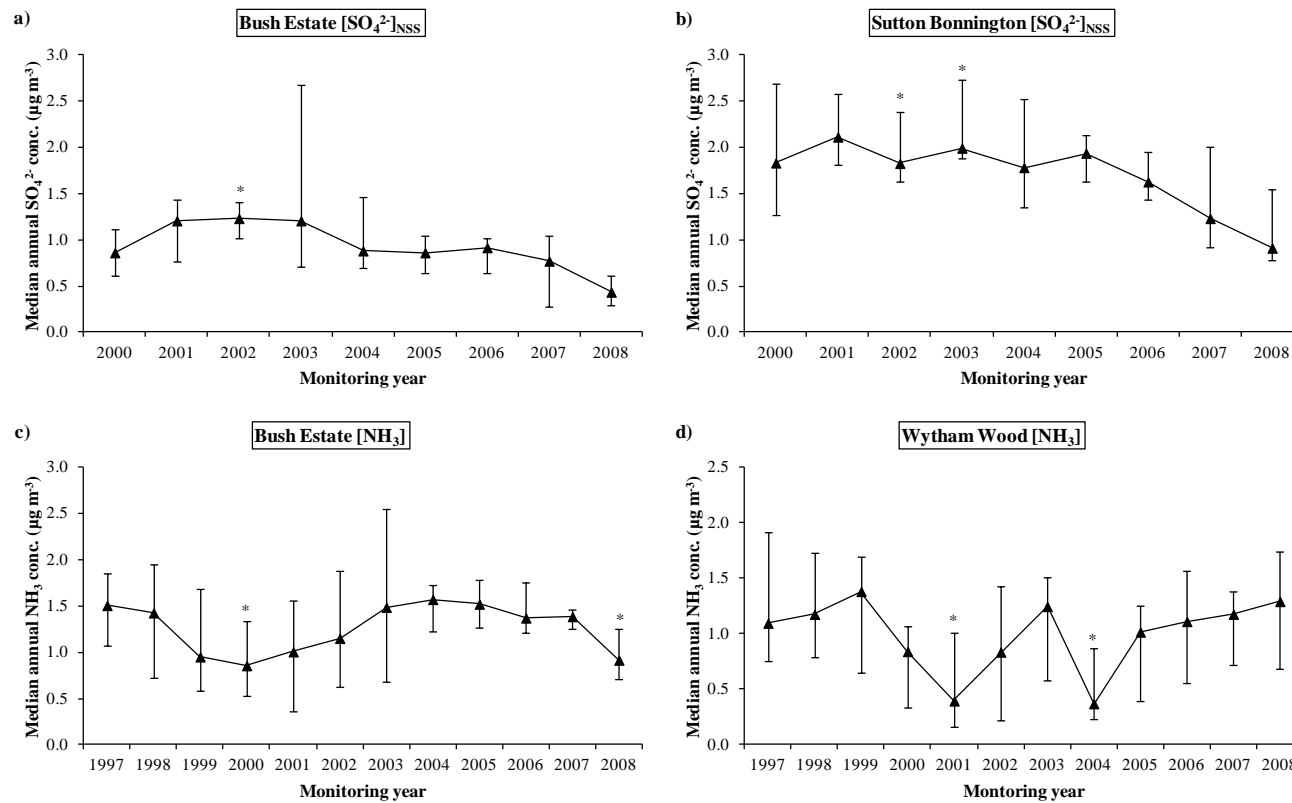 a)
Bush Estate [SO₄²⁻]NSS
Median annual SO₄²⁻ conc. (µg m⁻³)
3.0
2.5
2.0
1.5
1.0
0.5
0.0
*
2000 2001 2002 2003 2004 2005 2006 2007 2008
Monitoring year
b)
Sutton Bonnington [SO₄²⁻]NSS
Median annual SO₄²⁻ conc. (µg m⁻³)
3.0
2.5
2.0
1.5
1.0
0.5
0.0
* *
2000 2001 2002 2003 2004 2005 2006 2007 2008
Monitoring year
c)
Bush Estate [NH₃]
Median annual NH₃ conc. (µg m⁻³)
3.0
2.5
2.0
1.5
1.0
0.5
0.0
* *
1997 1998 1999 2000 2001 2002 2003 2004 2005 2006 2007 2008
Monitoring year
d)
Wytham Wood [NH₃]
Median annual NH₃ conc. (µg m⁻³)
2.5
2.0
1.5
1.0
0.5
0.0
* *
1997 1998 1999 2000 2001 2002 2003 2004 2005 2006 2007 2008
Monitoring year